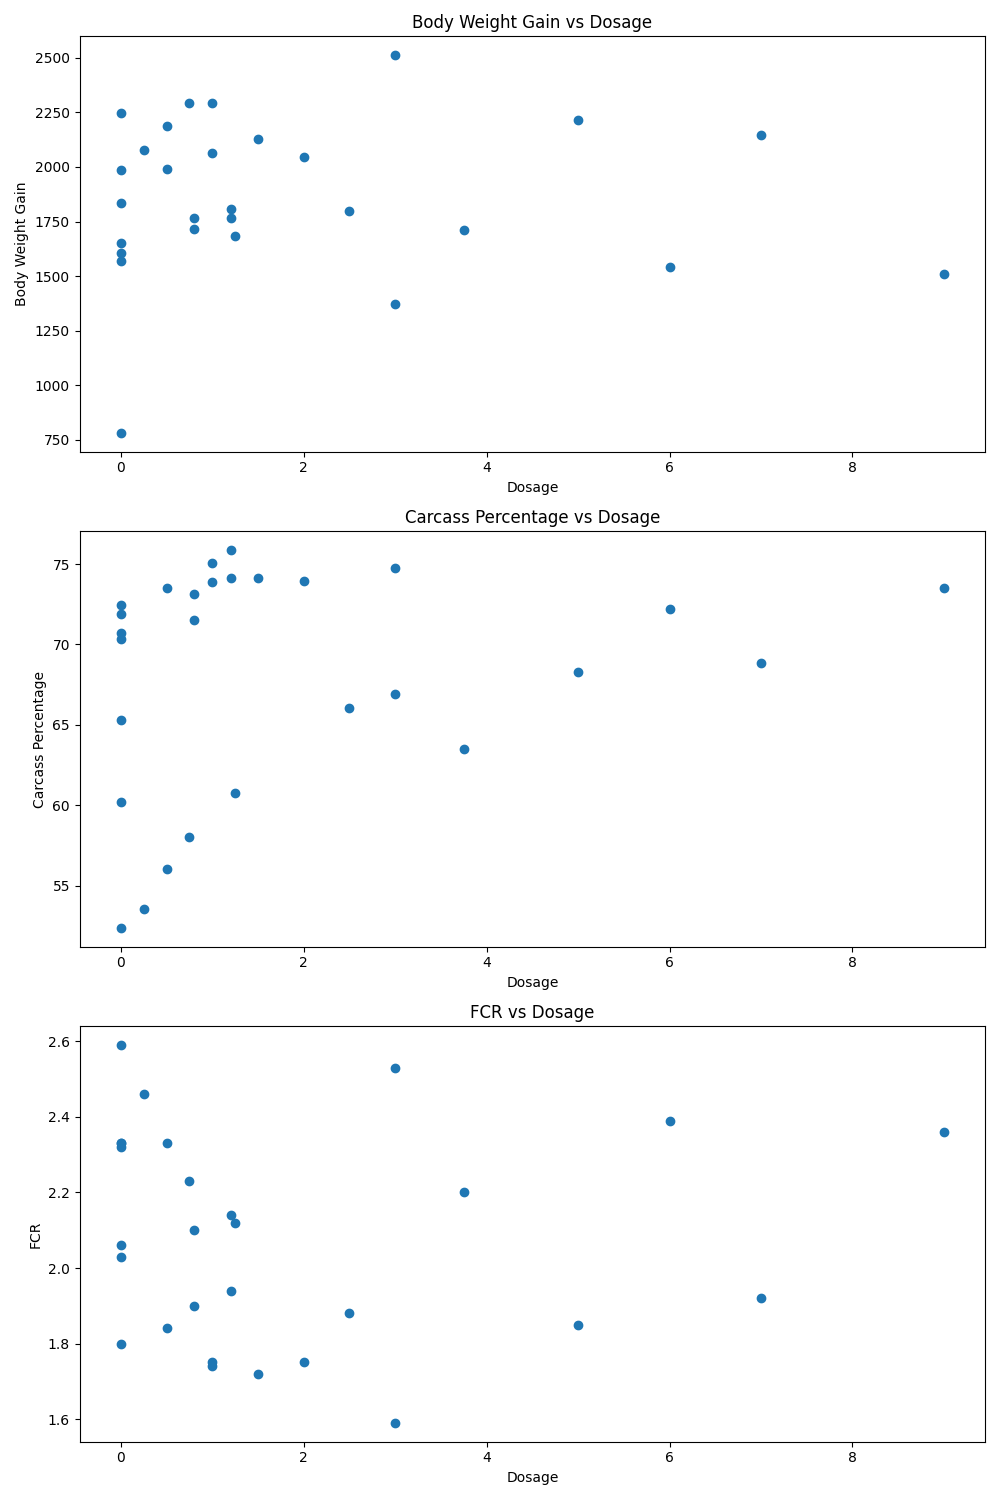 Body Weight Gain vs Dosage
2500
2250
2000
1750
1500
1250
1000
750
Body Weight Gain
0 2 4 6 8
Dosage
Carcass Percentage vs Dosage
75
70
65
60
55
Carcass Percentage
0 2 4 6 8
Dosage
FCR vs Dosage
2.6
2.4
2.2
2.0
1.8
1.6
FCR
0 2 4 6 8
Dosage